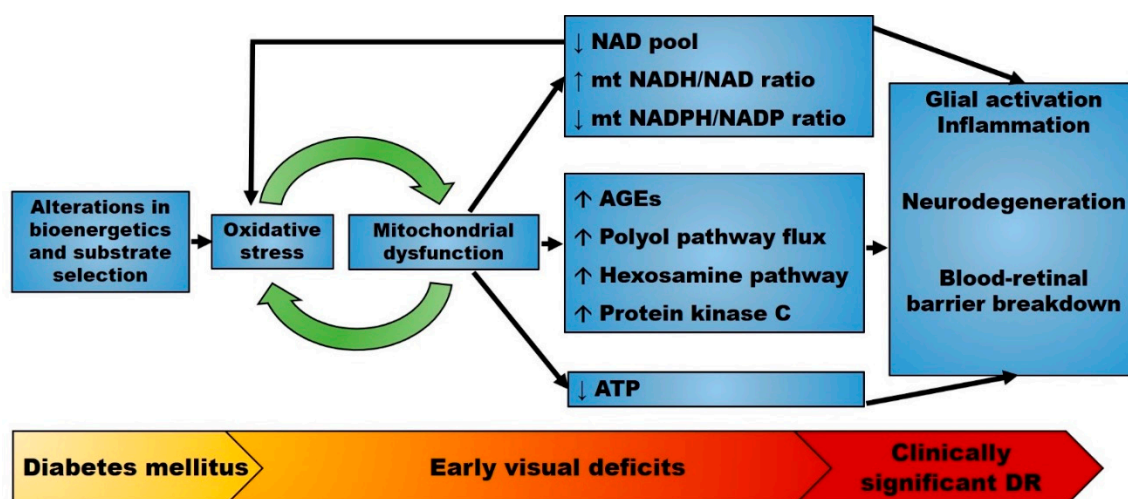 Alterations in
bioenergetics
and substrate
selection
Oxidative
stress
Mitochondrial
dysfunction
↓ NAD pool
↑ mt NADH/NAD ratio
↓ mt NADPH/NADP ratio
↑ AGEs
↑ Polyol pathway flux
↑ Hexosamine pathway
↑ Protein kinase C
↓ ATP
Glial activation
Inflammation
Neurodegeneration
Blood-retinal
barrier breakdown
Diabetes mellitus
Early visual deficits
Clinically
significant DR